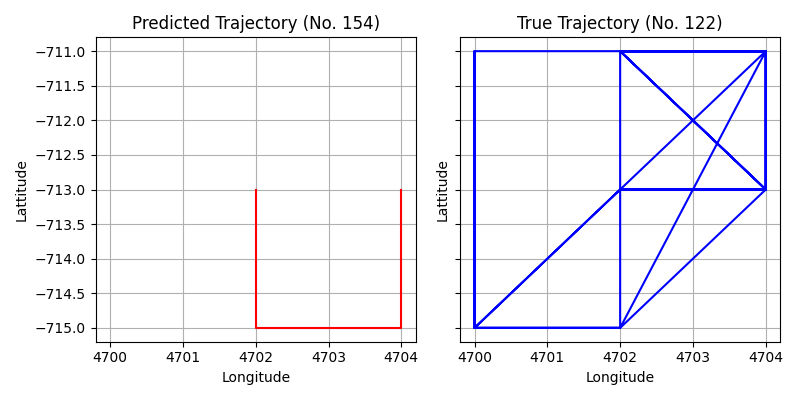 Predicted Trajectory (No. 154)
True Trajectory (No. 122)
Lattitude
−711.0
−711.5
−712.0
−712.5
−713.0
−713.5
−714.0
−714.5
−715.0
4700 4701 4702 4703 4704
Longitude
Lattitude
4700 4701 4702 4703 4704
Longitude